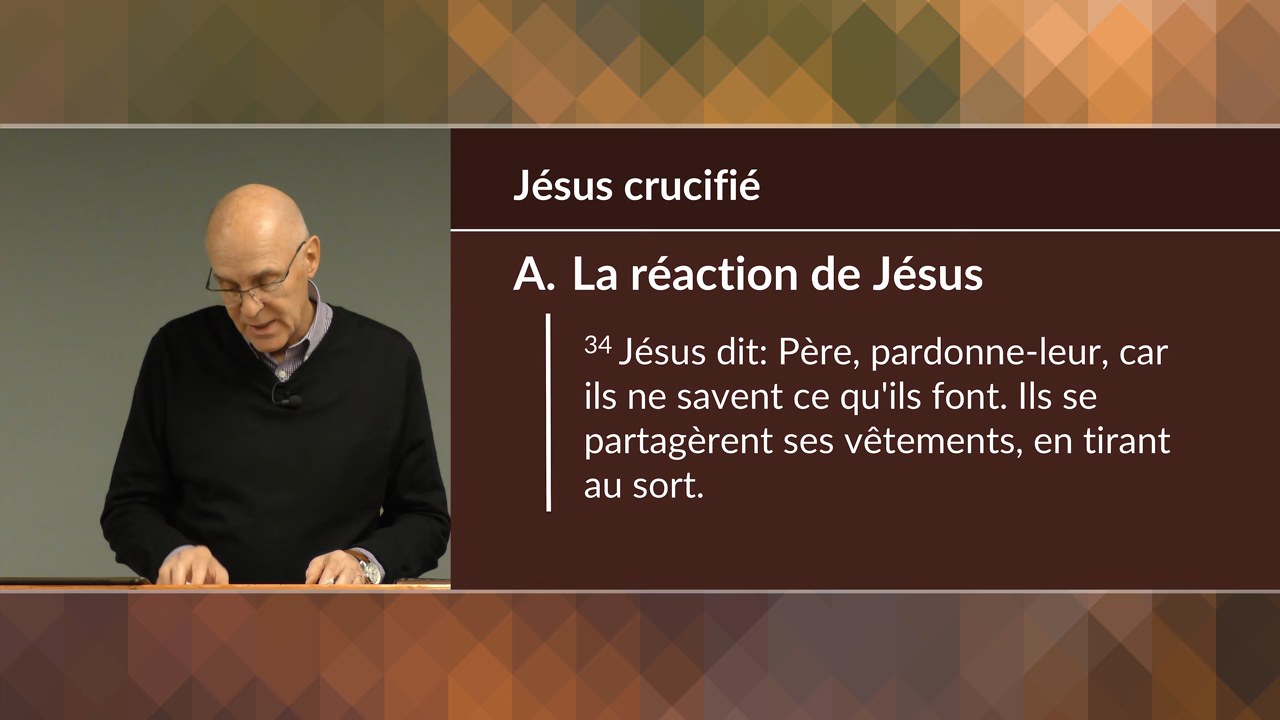 Jésus crucifié
A. La réaction de Jésus
34 Jésus dit: Père, pardonne-leur, car
ils ne savent ce qu'ils font. Ils se
partagèrent ses vêtements, en tirant
au sort.